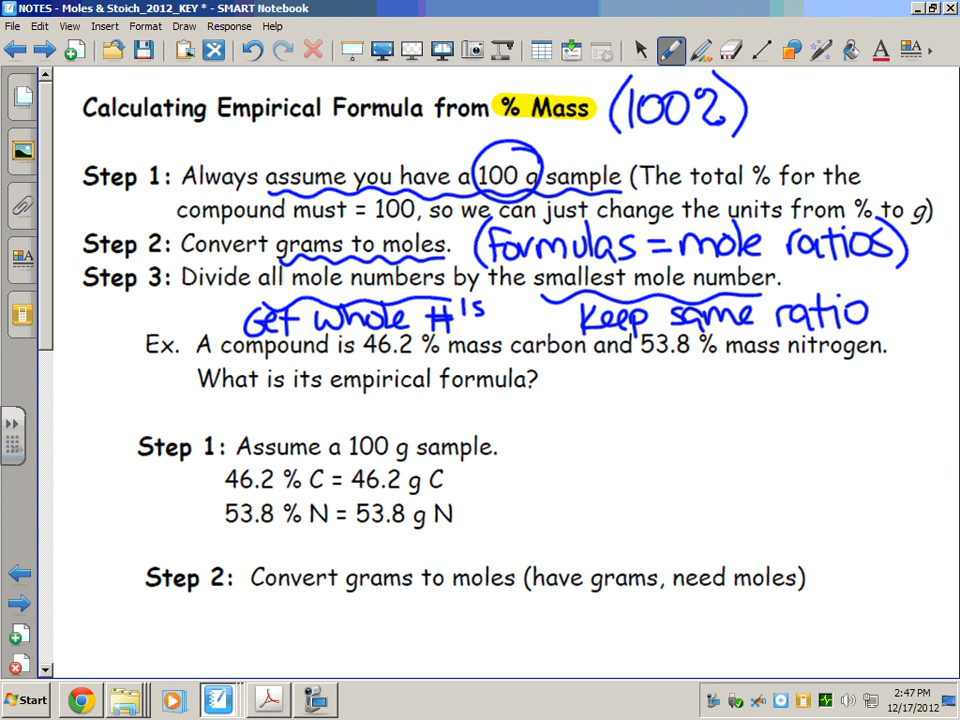 NOTES - Moles & Stoich_2012_KEY * - SMART Notebook
File Edit View Insert Format Draw Response Help
Calculating Empirical Formula from % Mass (100%)
Step 1: Always assume you have a 100 g sample (The total % for the
compound must = 100, so we can just change the units from % to g)
Step 2: Convert grams to moles. (Formulas = mole ratios)
Step 3: Divide all mole numbers by the smallest mole number.
Get whole #'s Keep same ratio
Ex. A compound is 46.2 % mass carbon and 53.8 % mass nitrogen.
What is its empirical formula?
Step 1: Assume a 100 g sample.
46.2 % C = 46.2 g C
53.8 % N = 53.8 g N
Step 2: Convert grams to moles (have grams, need moles)
Start
2:47 PM
12/17/2012